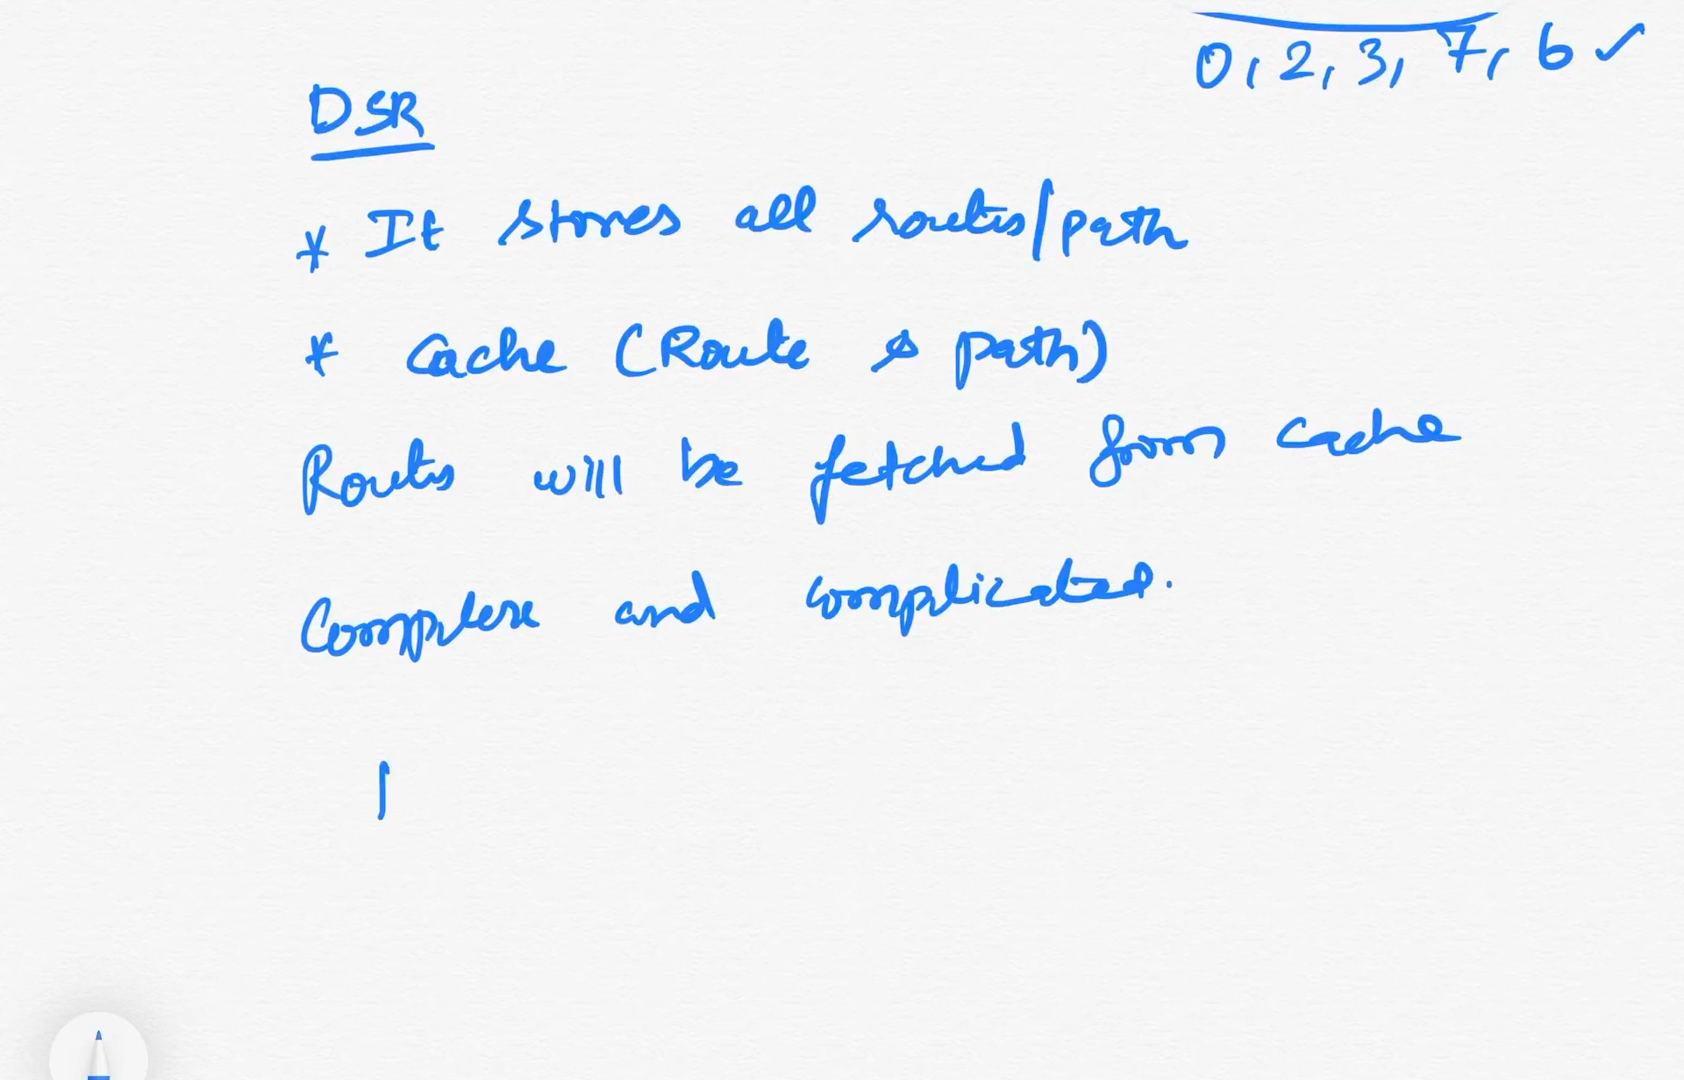 0, 2, 3, 7, 6 ✓
DSR
* It stores all routes/path
* Cache (Route & path)
Routes will be fetched from cache
Complex and complicated.